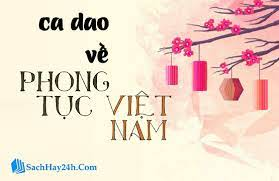 ca dao
về
PHONG
TỤC VIỆT
NAM
SachHay24h.Com